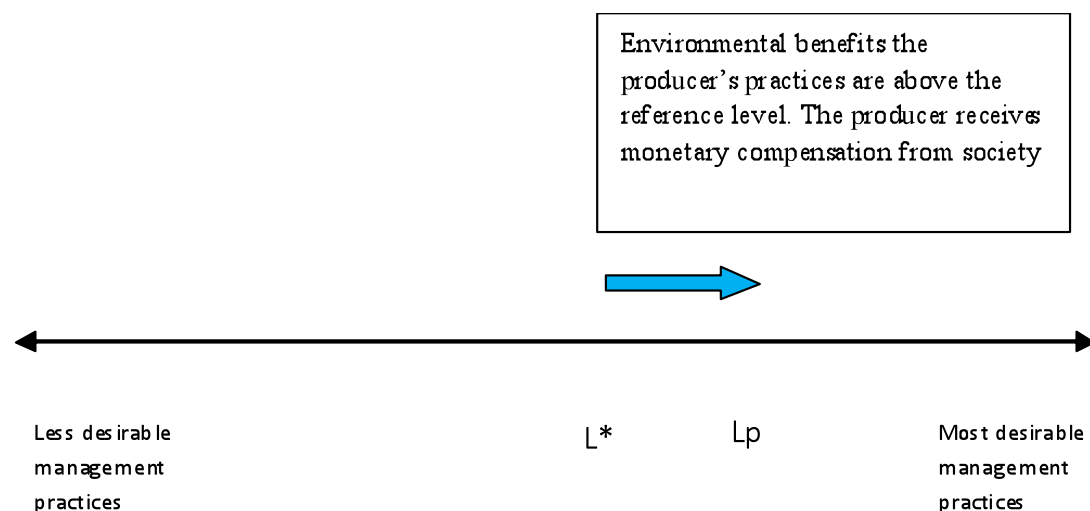 Environmental benefits the
producer's practices are above the
reference level. The producer receives
monetary compensation from society
L*
Lp
Less desirable
management
practices
Most desirable
management
practices